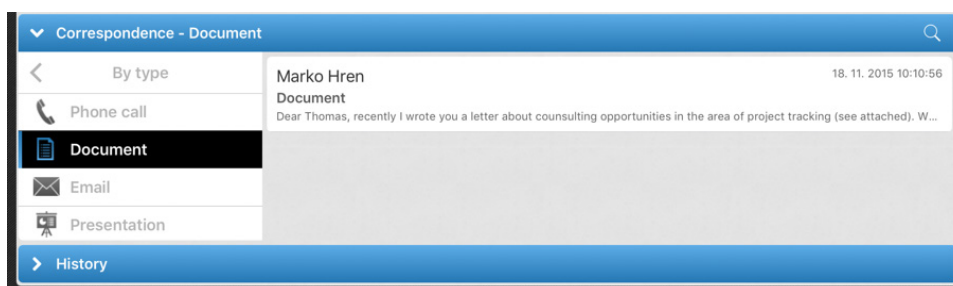 Correspondence - Document
By type
Phone call
Document
Email
Presentation
Marko Hren
18. 11. 2015 10:10:56
Document
Dear Thomas, recently I wrote you a letter about counsulting opportunities in the area of project tracking (see attached). W...
History